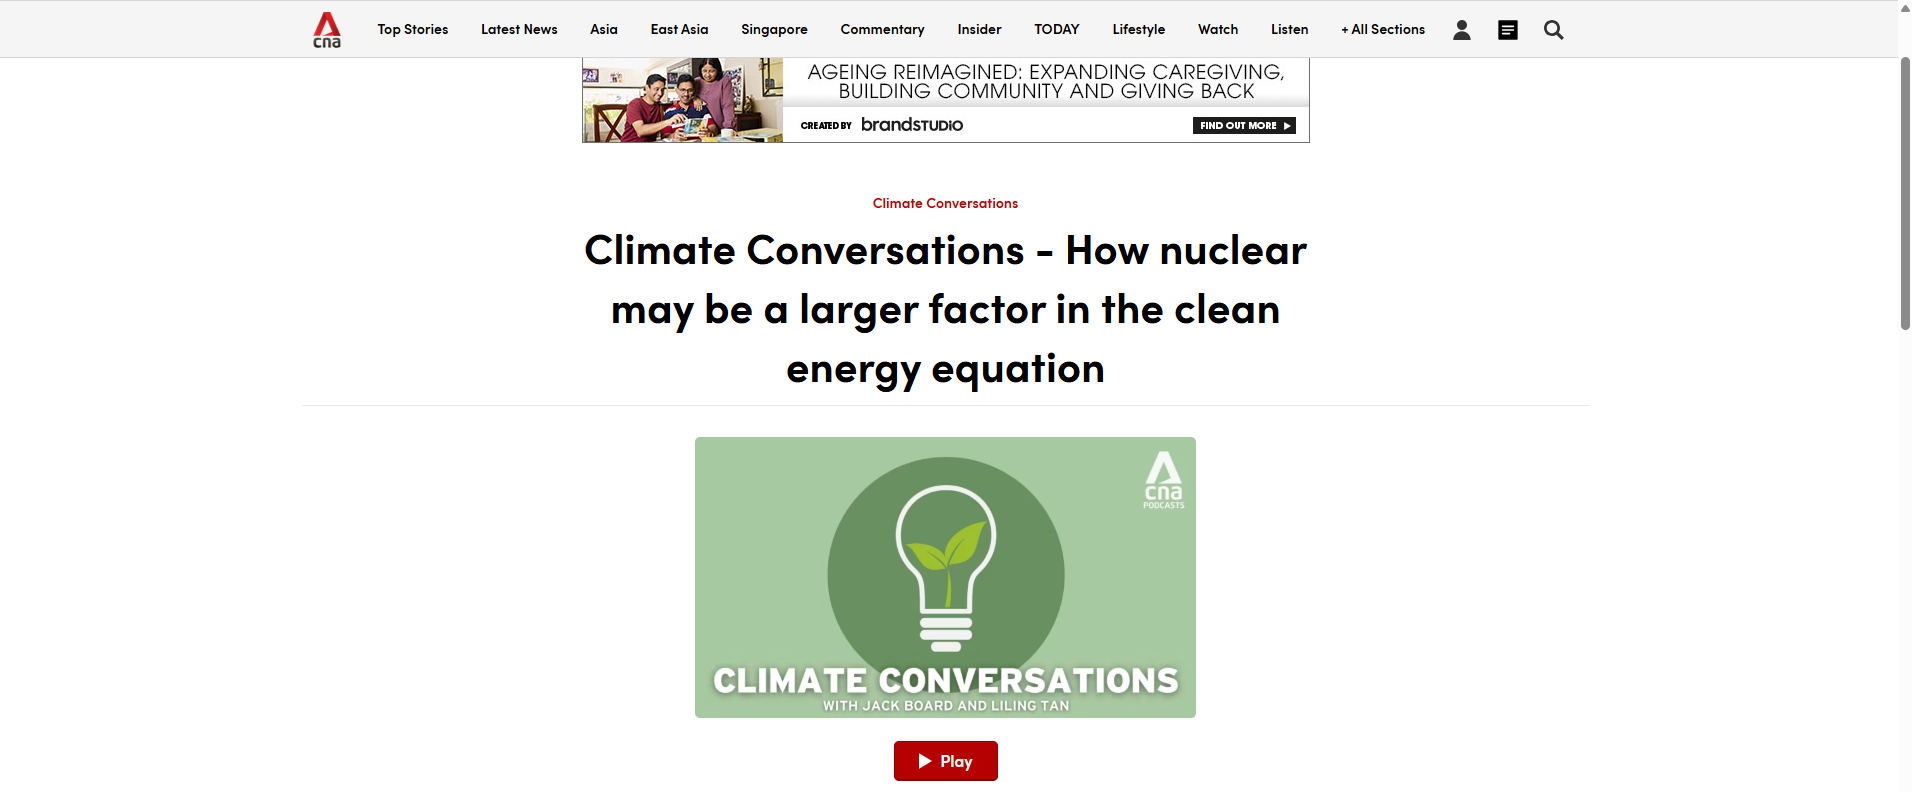 cna
Top Stories
Latest News
Asia
East Asia
Singapore
Commentary
Insider
TODAY
Lifestyle
Watch
Listen
+ All Sections
AGEING REIMAGINED: EXPANDING CAREGIVING,
BUILDING COMMUNITY AND GIVING BACK
CREATED BY brandSTUDIO
FIND OUT MORE
Climate Conversations
Climate Conversations - How nuclear
may be a larger factor in the clean
energy equation
cna
PODCASTS
CLIMATE CONVERSATIONS
WITH JACK BOARD AND LILING TAN
Play